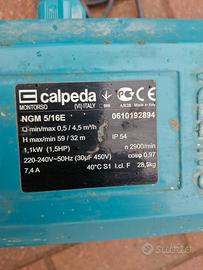 calpeda
MONTORSO (VI) ITALY
NGM 5/16E 0610192894
Q min/max 0,5 / 4,5 m³/h
H max/min 59 / 32 m IP 54
1,1kW (1,5HP) n 2900/min
220-240V~50Hz (30µF 450V) cosφ 0,97
7,4 A 40°C S1 I.cl. F 28,9kg
Subito